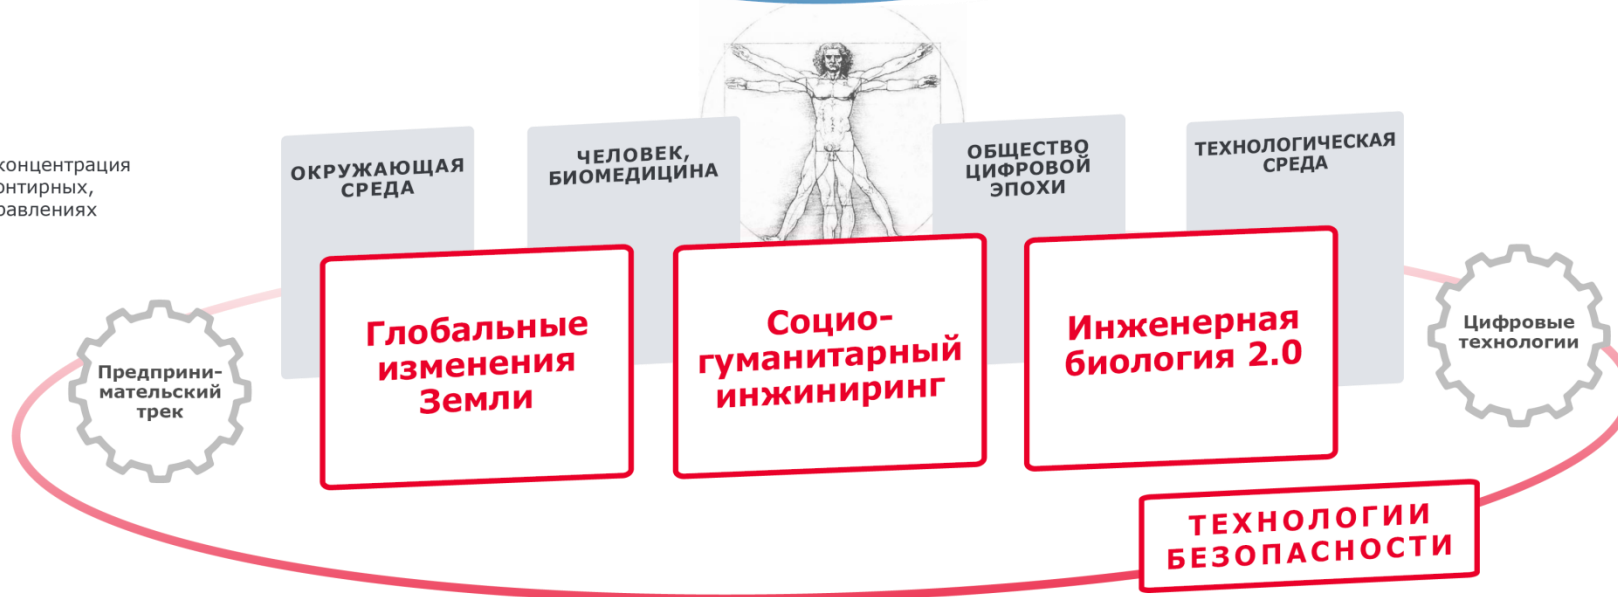 концентрация
онтирных,
равлениях
ОКРУЖАЮЩАЯ
СРЕДА
ЧЕЛОВЕК,
БИОМЕДИЦИНА
ОБЩЕСТВО
ЦИФРОВОЙ
ЭПОХИ
ТЕХНОЛОГИЧЕСКАЯ
СРЕДА
Предприни-
мательский
трек
Глобальные
изменения
Земли
Социо-
гуманитарный
инжиниринг
Инженерная
биология 2.0
Цифровые
технологии
ТЕХНОЛОГИИ
БЕЗОПАСНОСТИ